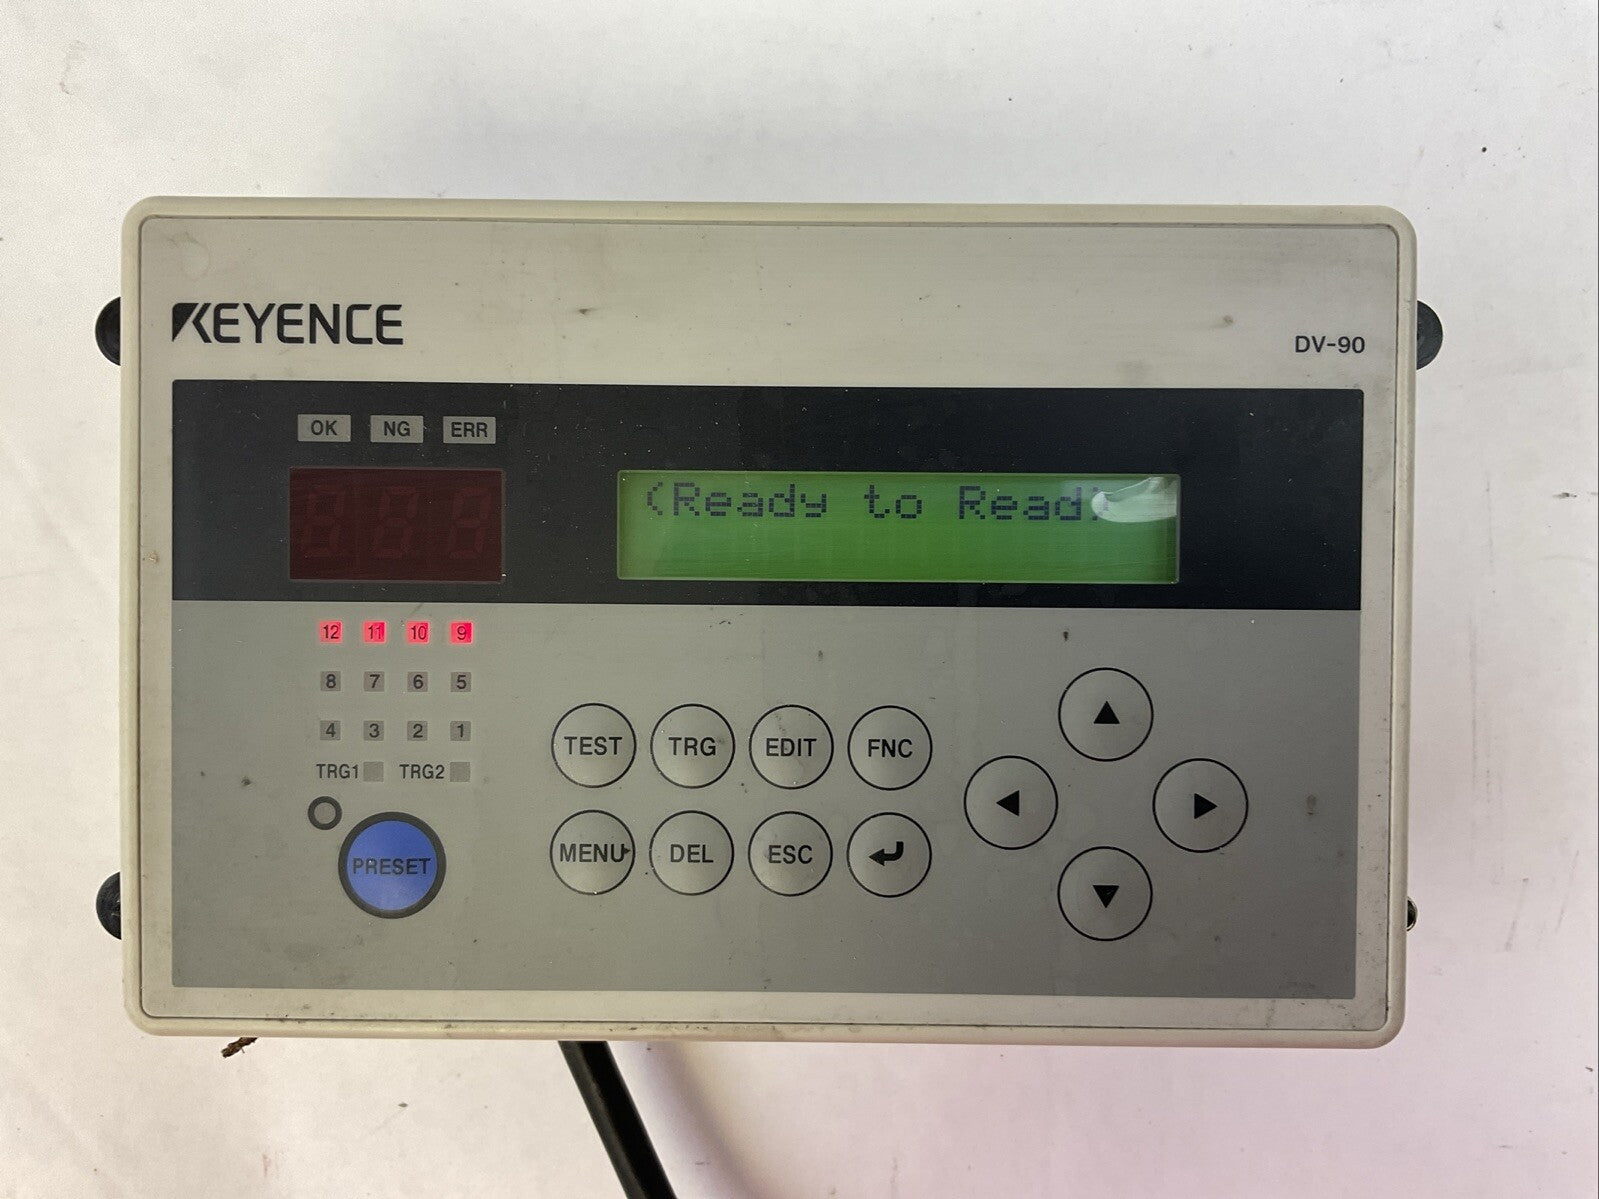 KEYENCE
DV-90
OK NG ERR
(Ready to Read)
12 11 10 9
8 7 6 5
4 3 2 1
TRG1 TRG2
TEST TRG EDIT FNC
MENU DEL ESC
PRESET